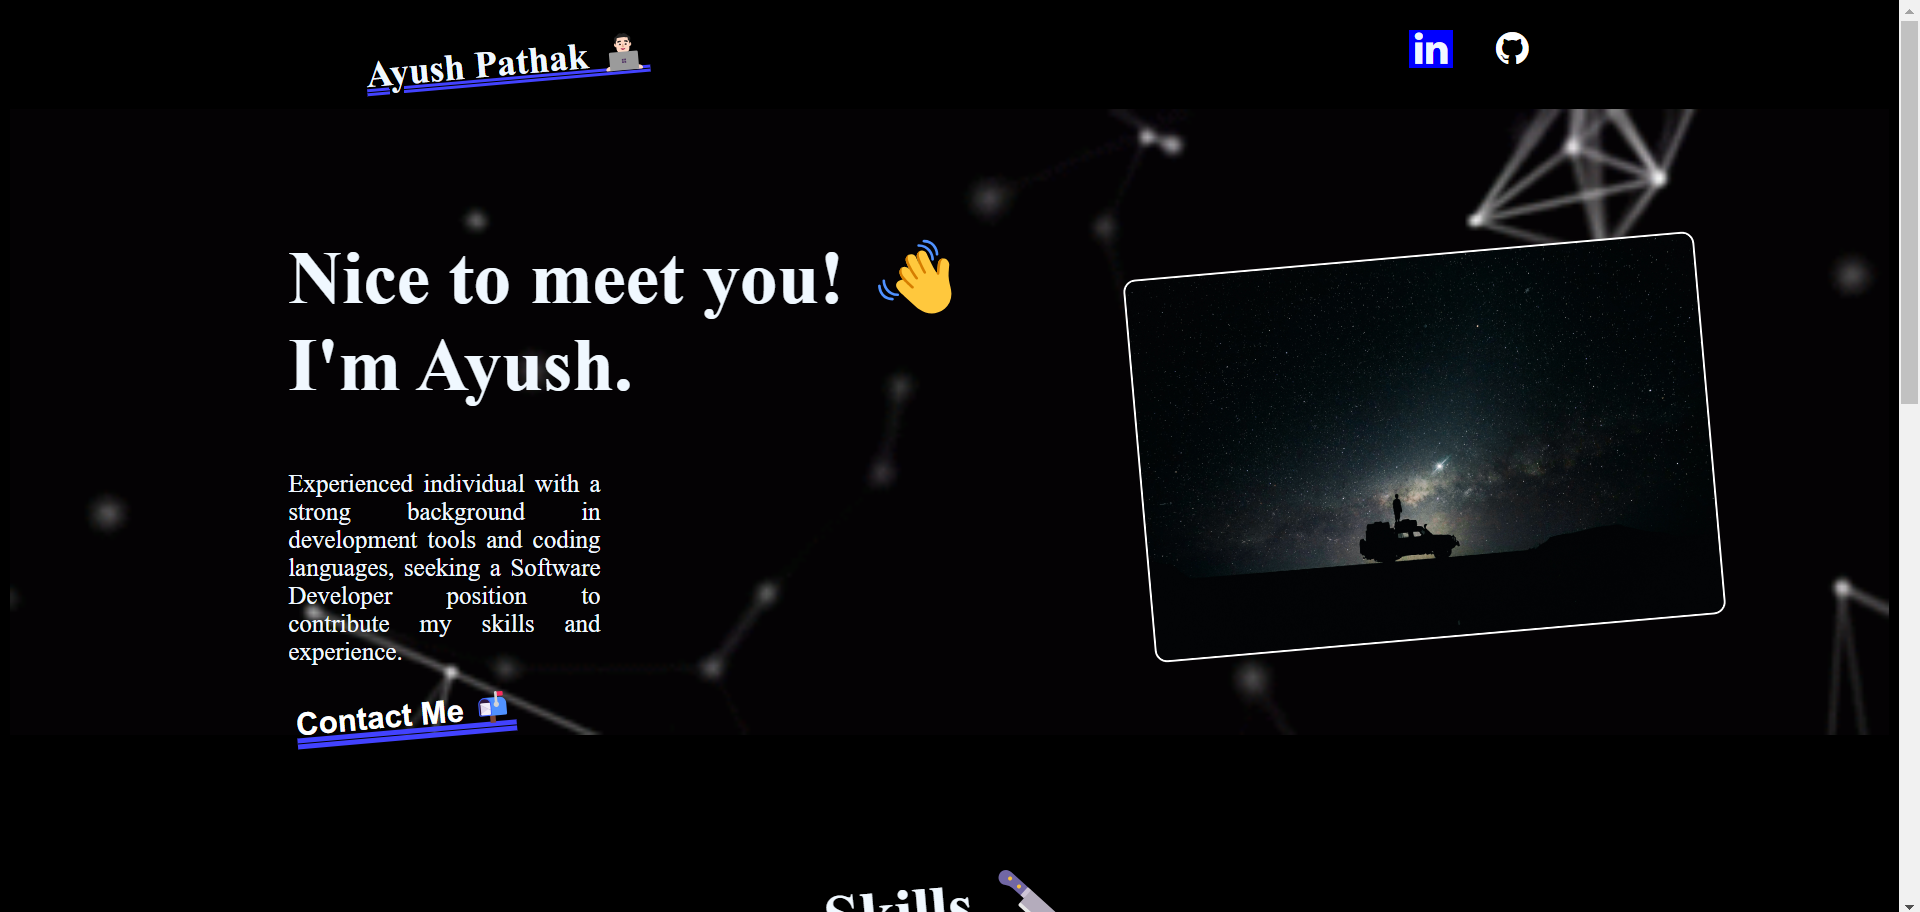 Ayush Pathak
in
Nice to meet you!
I'm Ayush.
Experienced individual with a
strong background in
development tools and coding
languages, seeking a Software
Developer position to
contribute my skills and
experience.
Contact Me
Skills